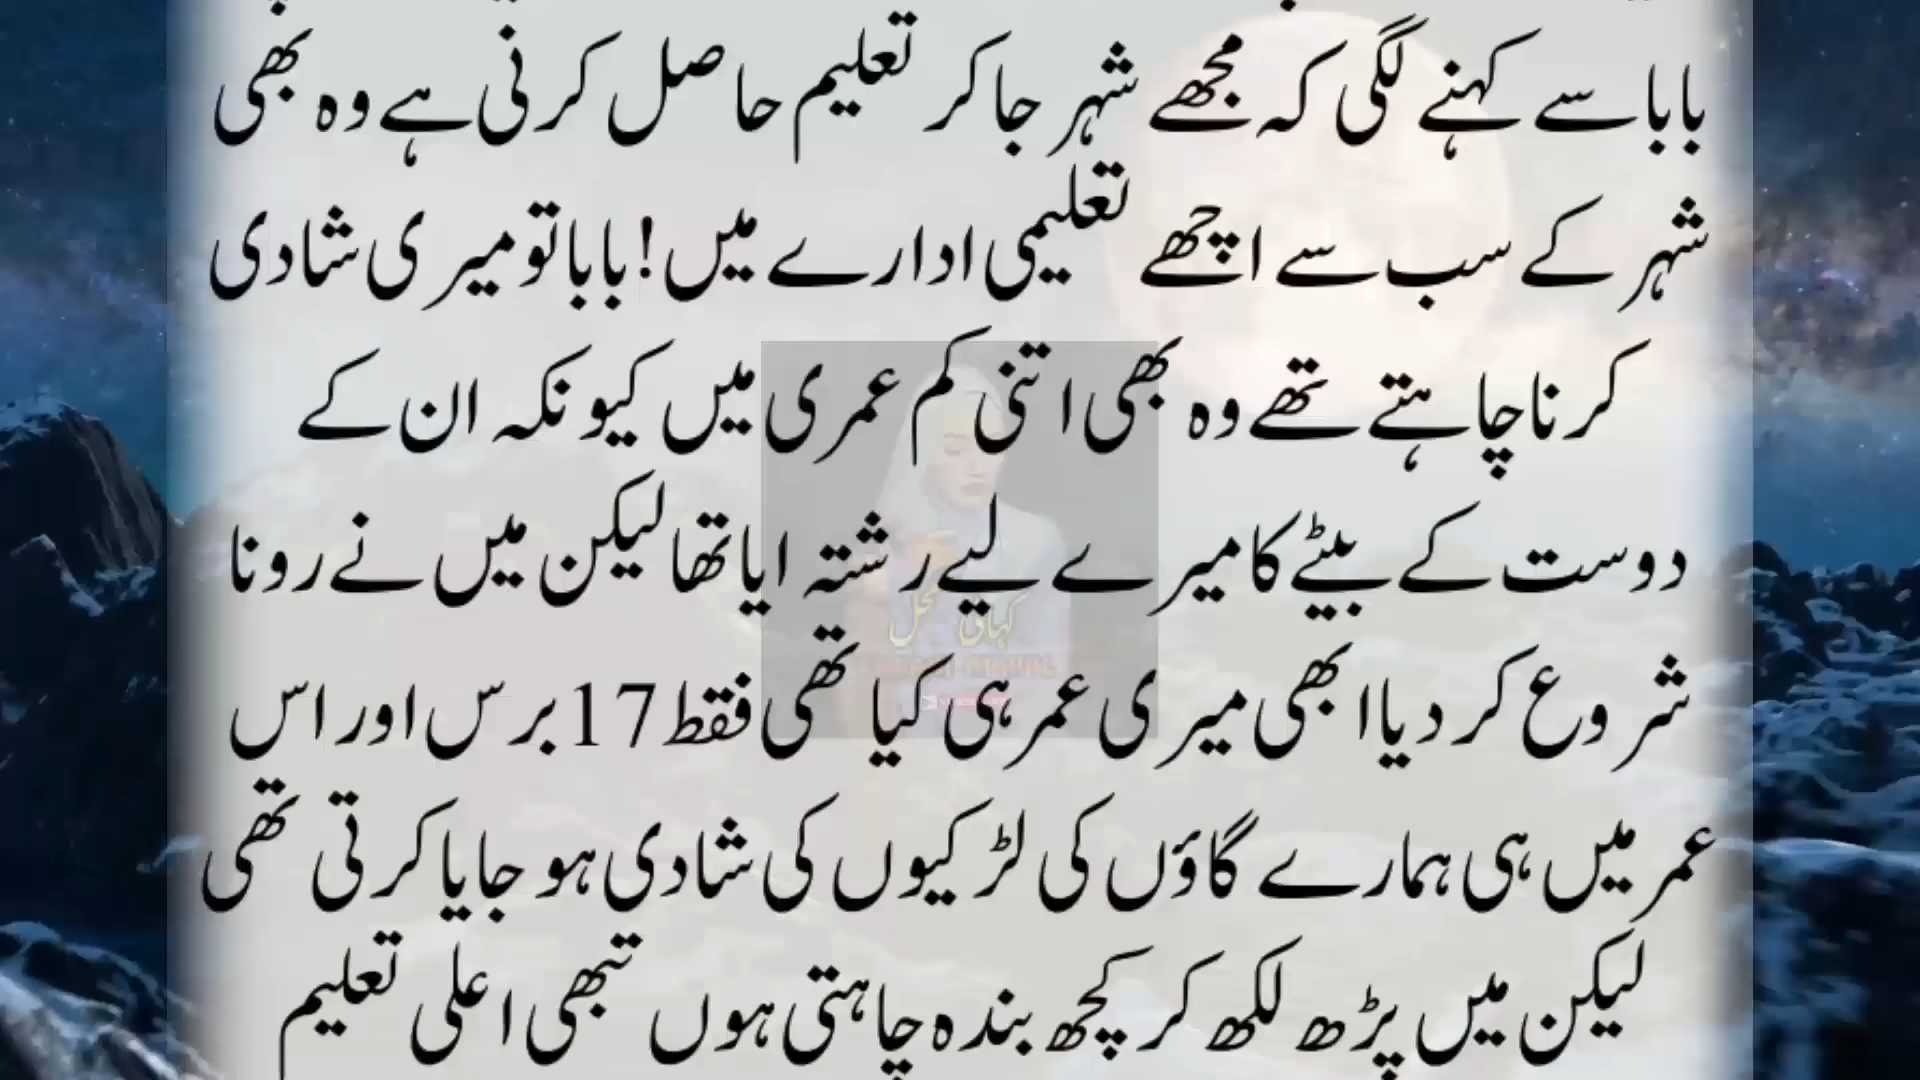 بابا سے کہنے لگی کہ مجھے شہر جا کر تعلیم حاصل کرنی ہے وہ بھی
شہر کے سب سے اچھے تعلیمی ادارے میں! بابا تو میری شادی
کرنا چاہتے تھے وہ بھی اتنی کم عمری میں کیونکہ ان کے
دوست کے بیٹے کا میرے لیے رشتہ ایا تھا لیکن میں نے رونا
شروع کر دیا ابھی میری عمر ہی کیا تھی فقط 17 برس اور اس
عمر میں ہی ہمارے گاؤں کی لڑکیوں کی شادی ہو جایا کرتی تھی
لیکن میں پڑھ لکھ کر کچھ بندہ چاہتی ہوں تبھی اعلی تعلیم
کہانی محل